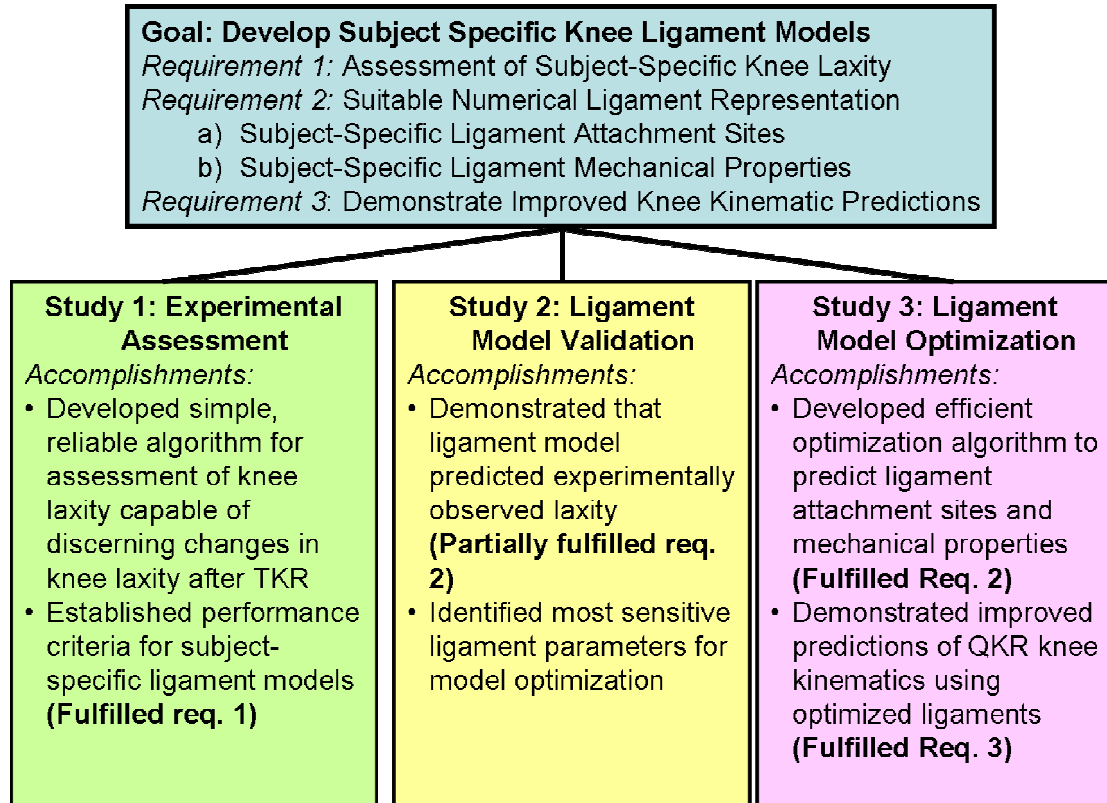 Goal: Develop Subject Specific Knee Ligament Models
Requirement 1: Assessment of Subject-Specific Knee Laxity
Requirement 2: Suitable Numerical Ligament Representation
a) Subject-Specific Ligament Attachment Sites
b) Subject-Specific Ligament Mechanical Properties
Requirement 3: Demonstrate Improved Knee Kinematic Predictions
Study 1: Experimental
Assessment
Accomplishments:
• Developed simple,
reliable algorithm for
assessment of knee
laxity capable of
discerning changes in
knee laxity after TKR
• Established performance
criteria for subject-
specific ligament models
(Fulfilled req. 1)
Study 2: Ligament
Model Validation
Accomplishments:
• Demonstrated that
ligament model
predicted experimentally
observed laxity
(Partially fulfilled req.
2)
• Identified most sensitive
ligament parameters for
model optimization
Study 3: Ligament
Model Optimization
Accomplishments:
• Developed efficient
optimization algorithm to
predict ligament
attachment sites and
mechanical properties
(Fulfilled Req. 2)
• Demonstrated improved
predictions of QKR knee
kinematics using
optimized ligaments
(Fulfilled Req. 3)